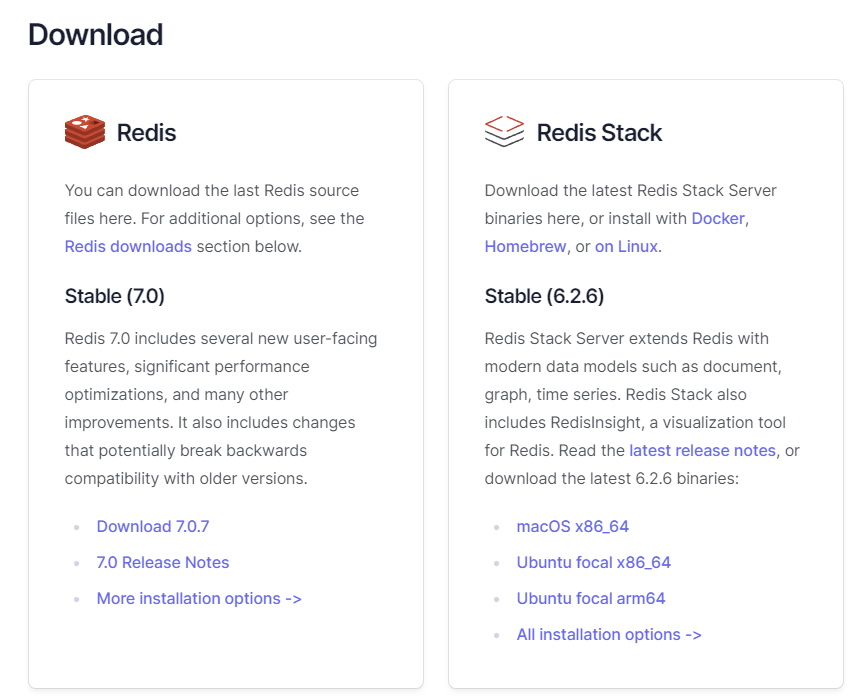 Download
Redis
You can download the last Redis source
files here. For additional options, see the
Redis downloads section below.
Stable (7.0)
Redis 7.0 includes several new user-facing
features, significant performance
optimizations, and many other
improvements. It also includes changes
that potentially break backwards
compatibility with older versions.
Download 7.0.7
7.0 Release Notes
More installation options ->
Redis Stack
Download the latest Redis Stack Server
binaries here, or install with Docker,
Homebrew, or on Linux.
Stable (6.2.6)
Redis Stack Server extends Redis with
modern data models such as document,
graph, time series. Redis Stack also
includes RedisInsight, a visualization tool
for Redis. Read the latest release notes, or
download the latest 6.2.6 binaries:
macOS x86_64
Ubuntu focal x86_64
Ubuntu focal arm64
All installation options ->